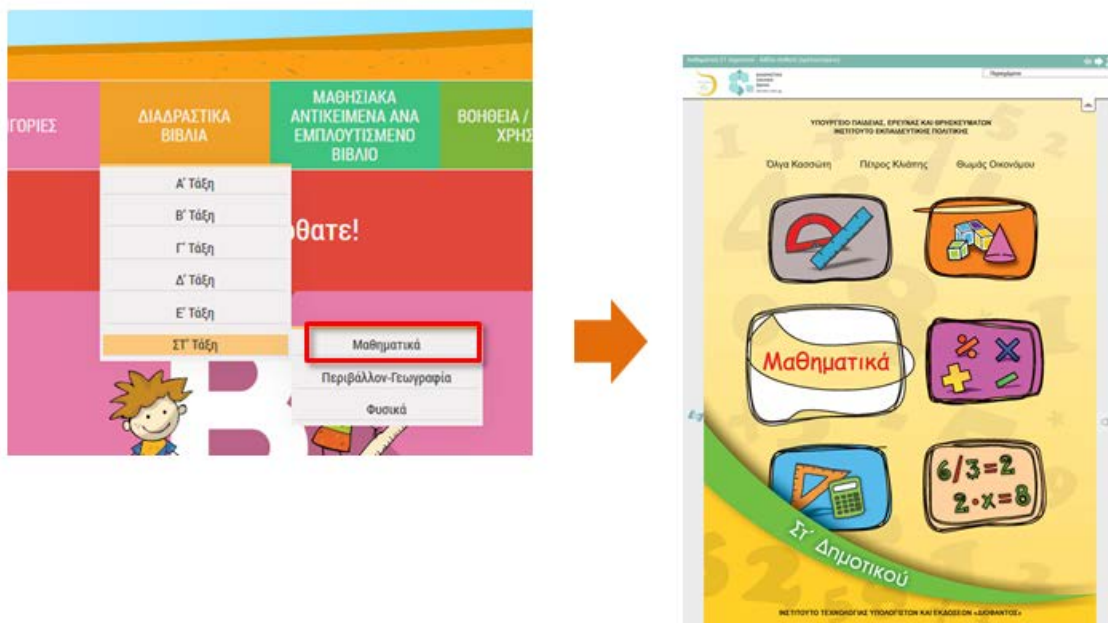 ΓΟΡΙΕΣ
ΔΙΑΔΡΑΣΤΙΚΑ
ΒΙΒΛΙΑ
ΜΑΘΗΣΙΑΚΑ
ΑΝΤΙΚΕΙΜΕΝΑ ΑΝΑ
ΕΜΠΛΟΥΤΙΣΜΕΝΟ
ΒΙΒΛΙΟ
ΒΟΗΘΕΙΑ /
ΧΡΗΣ
Α΄ Τάξη
Β΄ Τάξη
Γ΄ Τάξη
Δ΄ Τάξη
Ε΄ Τάξη
ΣΤ΄ Τάξη
θατε!
Μαθηματικά
Περιβάλλον-Γεωγραφία
Φυσικά
Περιεχόμενα
ΥΠΟΥΡΓΕΙΟ ΠΑΙΔΕΙΑΣ, ΕΡΕΥΝΑΣ ΚΑΙ ΘΡΗΣΚΕΥΜΑΤΩΝ
ΙΝΣΤΙΤΟΥΤΟ ΕΚΠΑΙΔΕΥΤΙΚΗΣ ΠΟΛΙΤΙΚΗΣ
Όλγα Κασσώτη Πέτρος Κλιάπης Θωμάς Οικονόμου
Μαθηματικά
6/3=2
2·x=8
Στ΄ Δημοτικού
ΙΝΣΤΙΤΟΥΤΟ ΤΕΧΝΟΛΟΓΙΑΣ ΥΠΟΛΟΓΙΣΤΩΝ ΚΑΙ ΕΚΔΟΣΕΩΝ «ΔΙΟΦΑΝΤΟΣ»